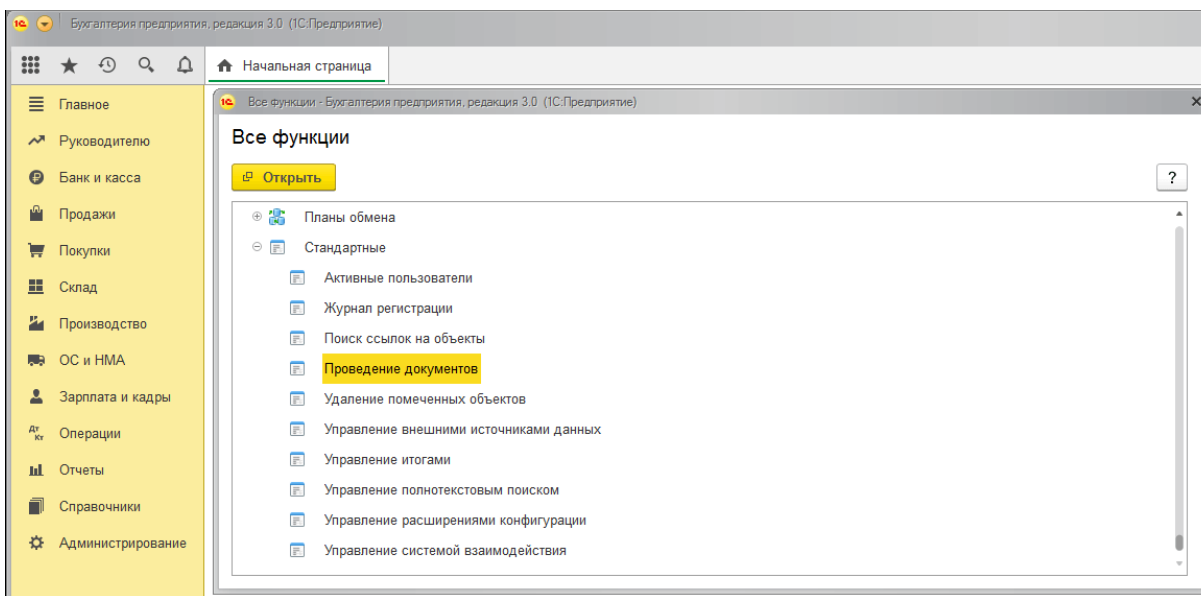 Бухгалтерия предприятия, редакция 3.0 (1С:Предприятие)
Начальная страница
Главное
Руководителю
Банк и касса
Продажи
Покупки
Склад
Производство
ОС и НМА
Зарплата и кадры
Дт Кт Операции
Отчеты
Справочники
Администрирование
1С Все функции - Бухгалтерия предприятия, редакция 3.0 (1С:Предприятие)
Все функции
Открыть
?
Планы обмена
Стандартные
Активные пользователи
Журнал регистрации
Поиск ссылок на объекты
Проведение документов
Удаление помеченных объектов
Управление внешними источниками данных
Управление итогами
Управление полнотекстовым поиском
Управление расширениями конфигурации
Управление системой взаимодействия